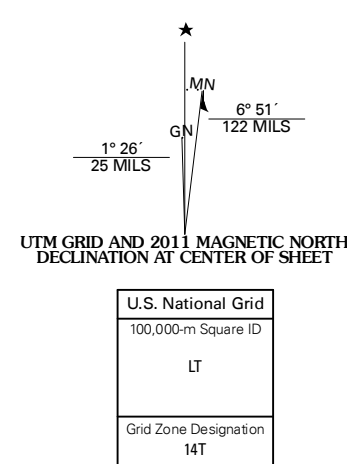 MN
6° 51´
122 MILS
GN
1° 26´
25 MILS
UTM GRID AND 2011 MAGNETIC NORTH
DECLINATION AT CENTER OF SHEET
U.S. National Grid
100,000-m Square ID
LT
Grid Zone Designation
14T